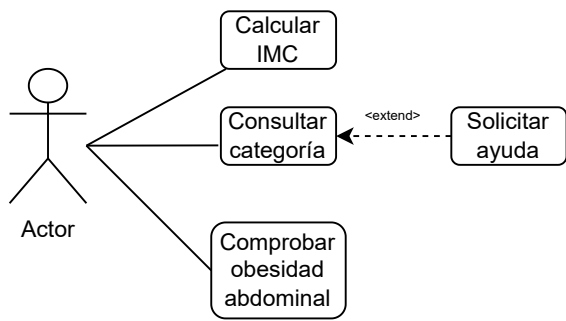 Calcular
IMC
Consultar
categoría
<extend>
Solicitar
ayuda
Actor
Comprobar
obesidad
abdominal